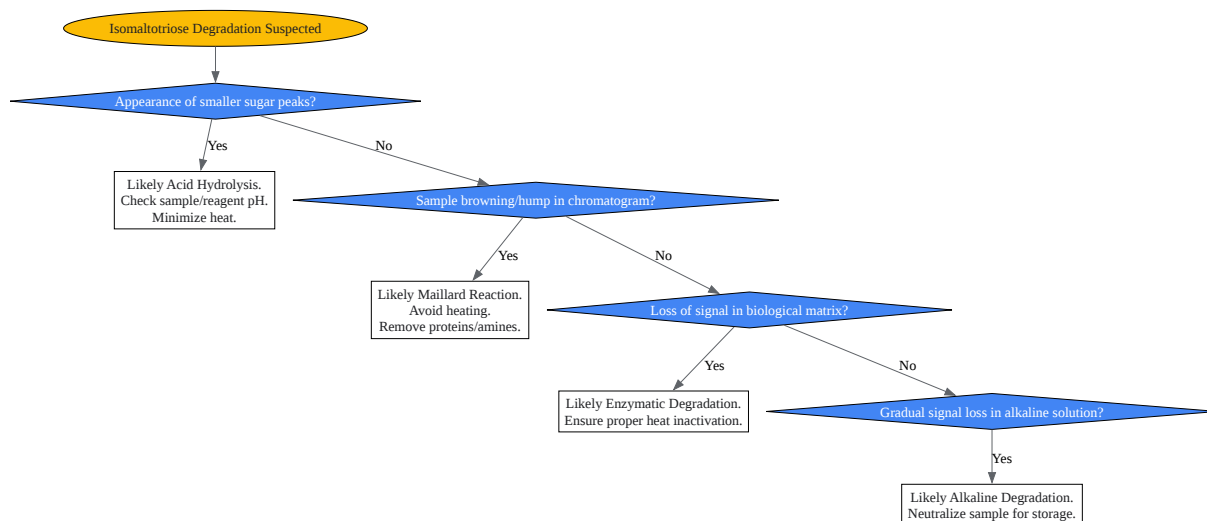 Isomaltotriose Degradation Suspected
Appearance of smaller sugar peaks?
Yes
No
Likely Acid Hydrolysis.
Check sample/reagent pH.
Minimize heat.
Sample browning/hump in chromatogram?
Yes
No
Likely Maillard Reaction.
Avoid heating.
Remove proteins/amines.
Loss of signal in biological matrix?
Yes
No
Likely Enzymatic Degradation.
Ensure proper heat inactivation.
Gradual signal loss in alkaline solution?
Yes
Likely Alkaline Degradation.
Neutralize sample for storage.